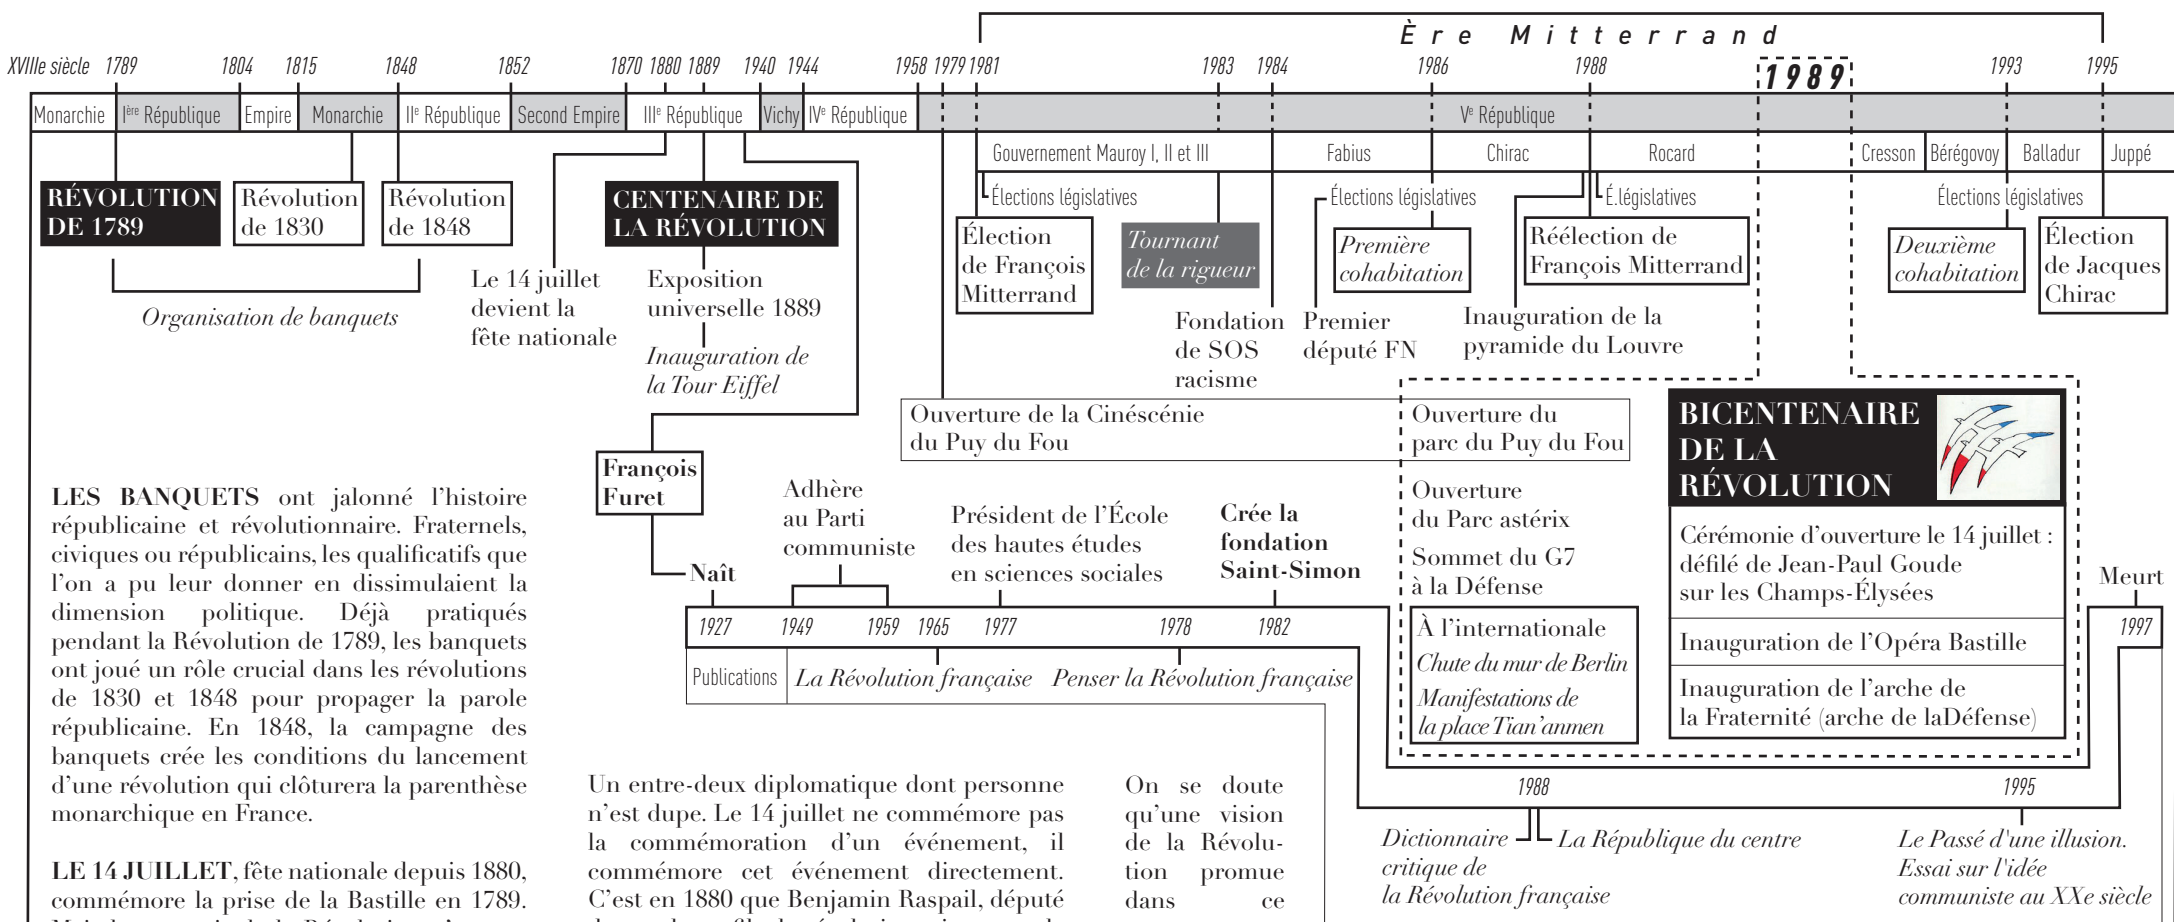 Ère Mitterrand
XVIIIe siècle 1789 1804 1815 1848 1852 1870 1880 1889 1940 1944 1958 1979 1981 1983 1984 1986 1988 1989 1993 1995
Monarchie Ière République Empire Monarchie IIe République Second Empire IIIe République Vichy IVe République Ve République
Gouvernement Mauroy I, II et III Fabius Chirac Rocard Cresson Bérégovoy Balladur Juppé
RÉVOLUTION
DE 1789
Révolution
de 1830
Révolution
de 1848
Organisation de banquets
Le 14 juillet
devient la
fête nationale
CENTENAIRE DE
LA RÉVOLUTION
Exposition
universelle 1889
Inauguration de
la Tour Eiffel
Élections législatives
Élection
de François
Mitterrand
Tournant
de la rigueur
Fondation
de SOS
racisme
Élections législatives
Première
cohabitation
Premier
député FN
É.législatives
Réélection de
François Mitterrand
Inauguration de la
pyramide du Louvre
Élections législatives
Deuxième
cohabitation
Élection
de Jacques
Chirac
Ouverture de la Cinéscénie
du Puy du Fou
Ouverture du
parc du Puy du Fou
Ouverture
du Parc astérix
Sommet du G7
à la Défense
À l'internationale
Chute du mur de Berlin
Manifestations de
la place Tian'anmen
BICENTENAIRE
DE LA
RÉVOLUTION
Cérémonie d'ouverture le 14 juillet :
défilé de Jean-Paul Goude
sur les Champs-Élysées
Inauguration de l'Opéra Bastille
Inauguration de l'arche de
la Fraternité (arche de laDéfense)
François
Furet
Naît
Adhère
au Parti
communiste
Président de l'École
des hautes études
en sciences sociales
Crée la
fondation
Saint-Simon
Meurt
1927 1949 1959 1965 1977 1978 1982 1997
Publications La Révolution française Penser la Révolution française
1988 1995
Dictionnaire
critique de
la Révolution française
La République du centre
Le Passé d'une illusion.
Essai sur l'idée
communiste au XXe siècle
LES BANQUETS ont jalonné l'histoire
républicaine et révolutionnaire. Fraternels,
civiques ou républicains, les qualificatifs que
l'on a pu leur donner en dissimulaient la
dimension politique. Déjà pratiqués
pendant la Révolution de 1789, les banquets
ont joué un rôle crucial dans les révolutions
de 1830 et 1848 pour propager la parole
républicaine. En 1848, la campagne des
banquets crée les conditions du lancement
d'une révolution qui clôturera la parenthèse
monarchique en France.
LE 14 JUILLET, fête nationale depuis 1880,
commémore la prise de la Bastille en 1789.
Un entre-deux diplomatique dont personne
n'est dupe. Le 14 juillet ne commémore pas
la commémoration d'un événement, il
commémore cet événement directement.
C'est en 1880 que Benjamin Raspail, député
On se doute
qu'une vision
de la Révolu-
tion promue
dans ce